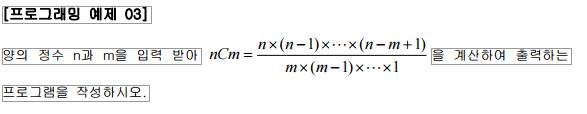 [프로그래밍 예제 03]
양의 정수 n과 m을 입력 받아 nCm = n×(n−1)×⋯×(n−m+1) / m×(m−1)×⋯×1 을 계산하여 출력하는
프로그램을 작성하시오.